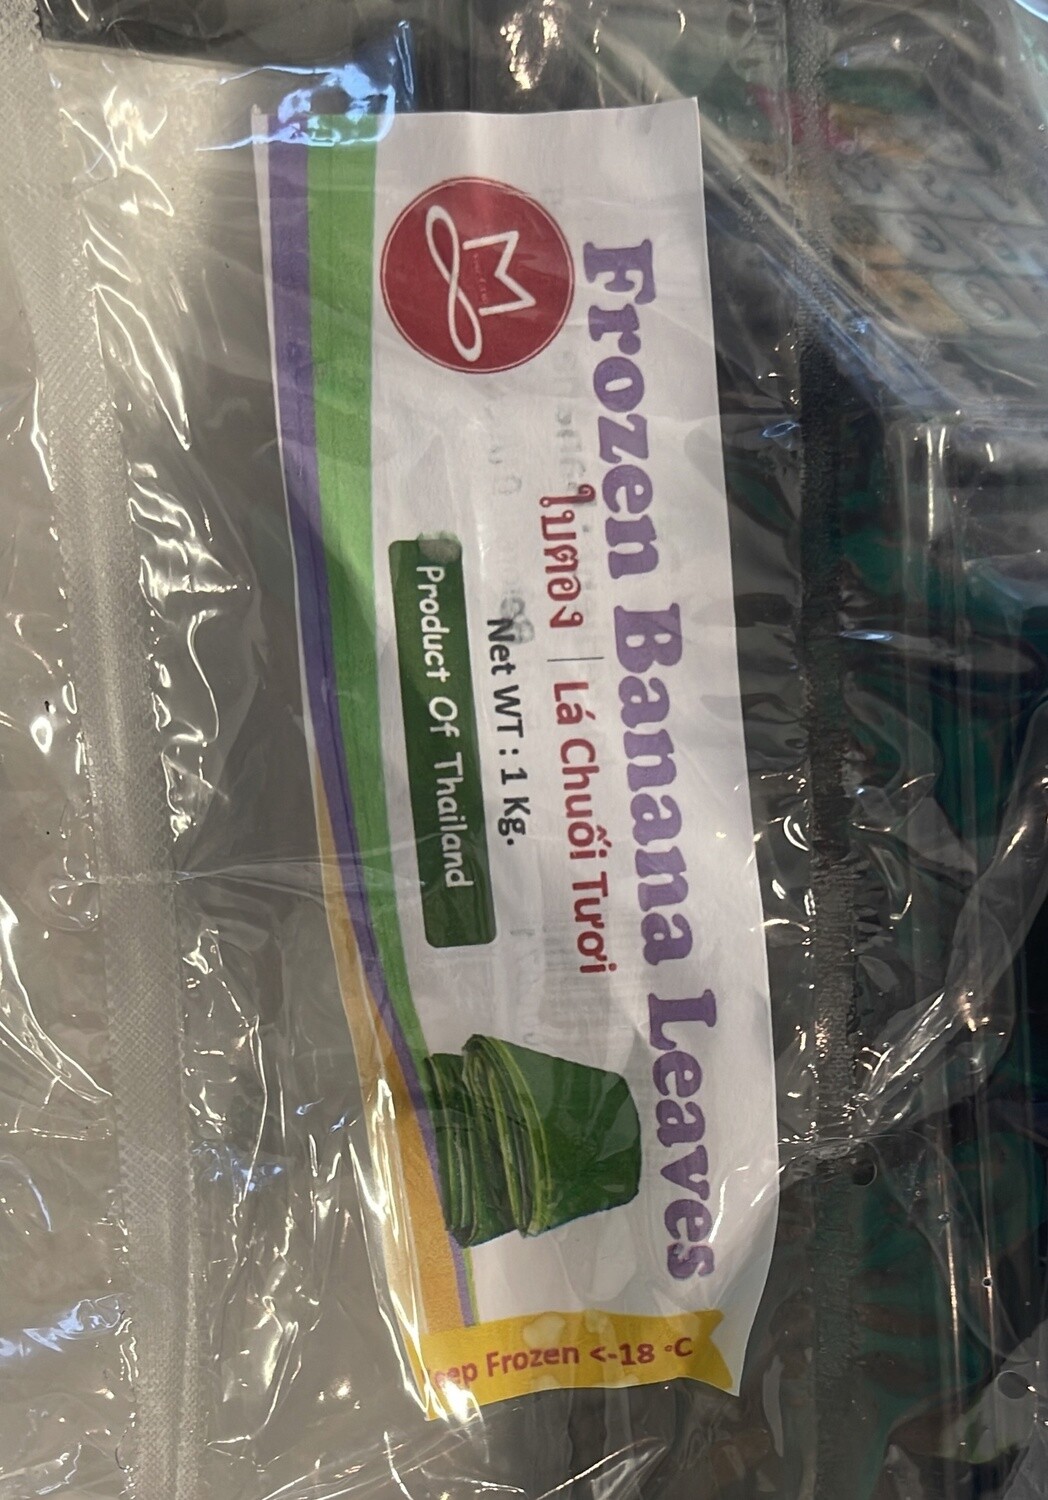 Frozen Banana Leaves
ใบตอง | Lá Chuối Tươi
Net WT : 1 Kg.
Product Of Thailand
Frozen <-18 °C